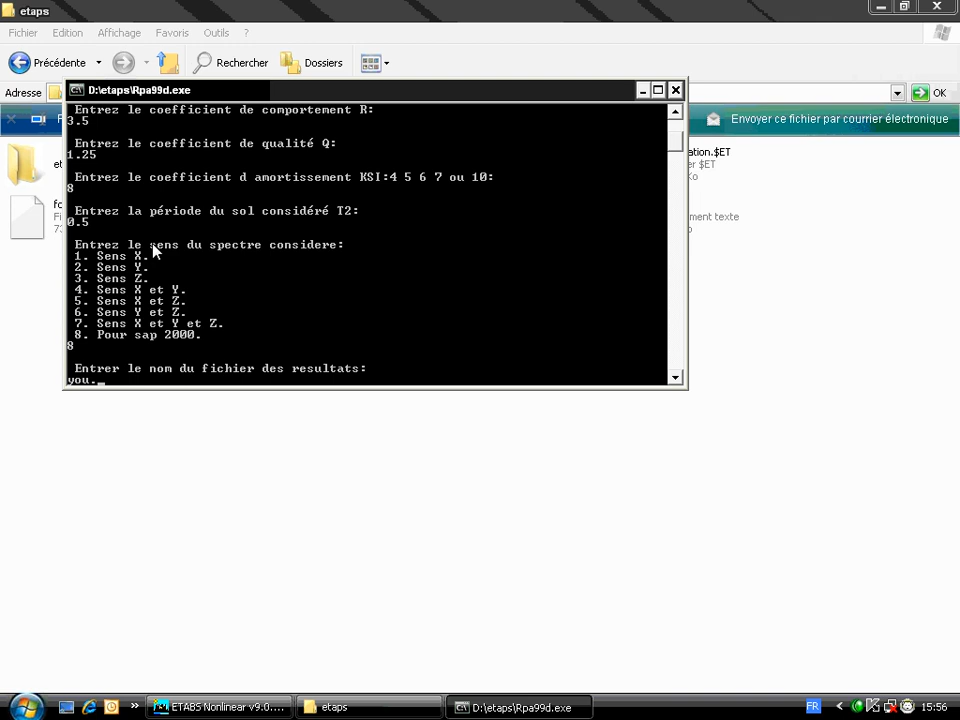 etaps
Fichier Edition Affichage Favoris Outils ?
Précédente Rechercher Dossiers
Adresse OK
Envoyer ce fichier par courrier électronique
ation.$ET
ment texte
D:\etaps\Rpa99d.exe
Entrez le coefficient de comportement R:
3.5
Entrez le coefficient de qualité Q:
1.25
Entrez le coefficient d amortissement KSI:4 5 6 7 ou 10:
8
Entrez la période du sol considéré T2:
0.5
Entrez le sens du spectre considere:
1. Sens X.
2. Sens Y.
3. Sens Z.
4. Sens X et Y.
5. Sens X et Z.
6. Sens Y et Z.
7. Sens X et Y et Z.
8. Pour sap 2000.
8
Entrer le nom du fichier des resultats:
you._
ETABS Nonlinear v9.0.... etaps D:\etaps\Rpa99d.exe FR 15:56